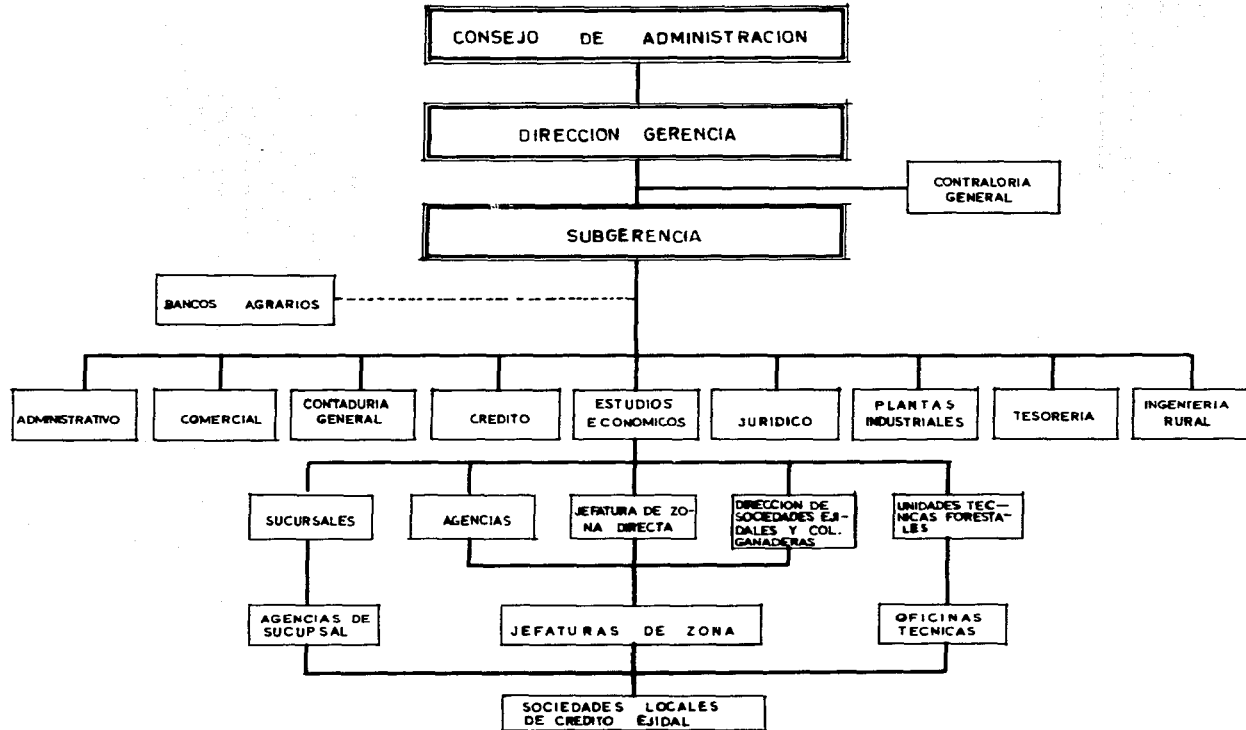 CONSEJO DE ADMINISTRACION
DIRECCION GERENCIA
CONTRALORIA
GENERAL
SUBGERENCIA
BANCOS AGRARIOS
ADMINISTRATIVO
COMERCIAL
CONTADURIA
GENERAL
CREDITO
ESTUDIOS
ECONOMICOS
JURIDICO
PLANTAS
INDUSTRIALES
TESORERIA
INGENIERIA
RURAL
SUCURSALES
AGENCIAS
JEFATURA DE ZO-
NA DIRECTA
DIRECCION DE
SOCIEDADES EJI-
DALES Y COL.
GANADERAS
UNIDADES TEC-
NICAS FORESTA-
LES
AGENCIAS DE
SUCUPSAL
JEFATURAS DE ZONA
OFICINAS
TECNICAS
SOCIEDADES LOCALES
DE CREDITO EJIDAL